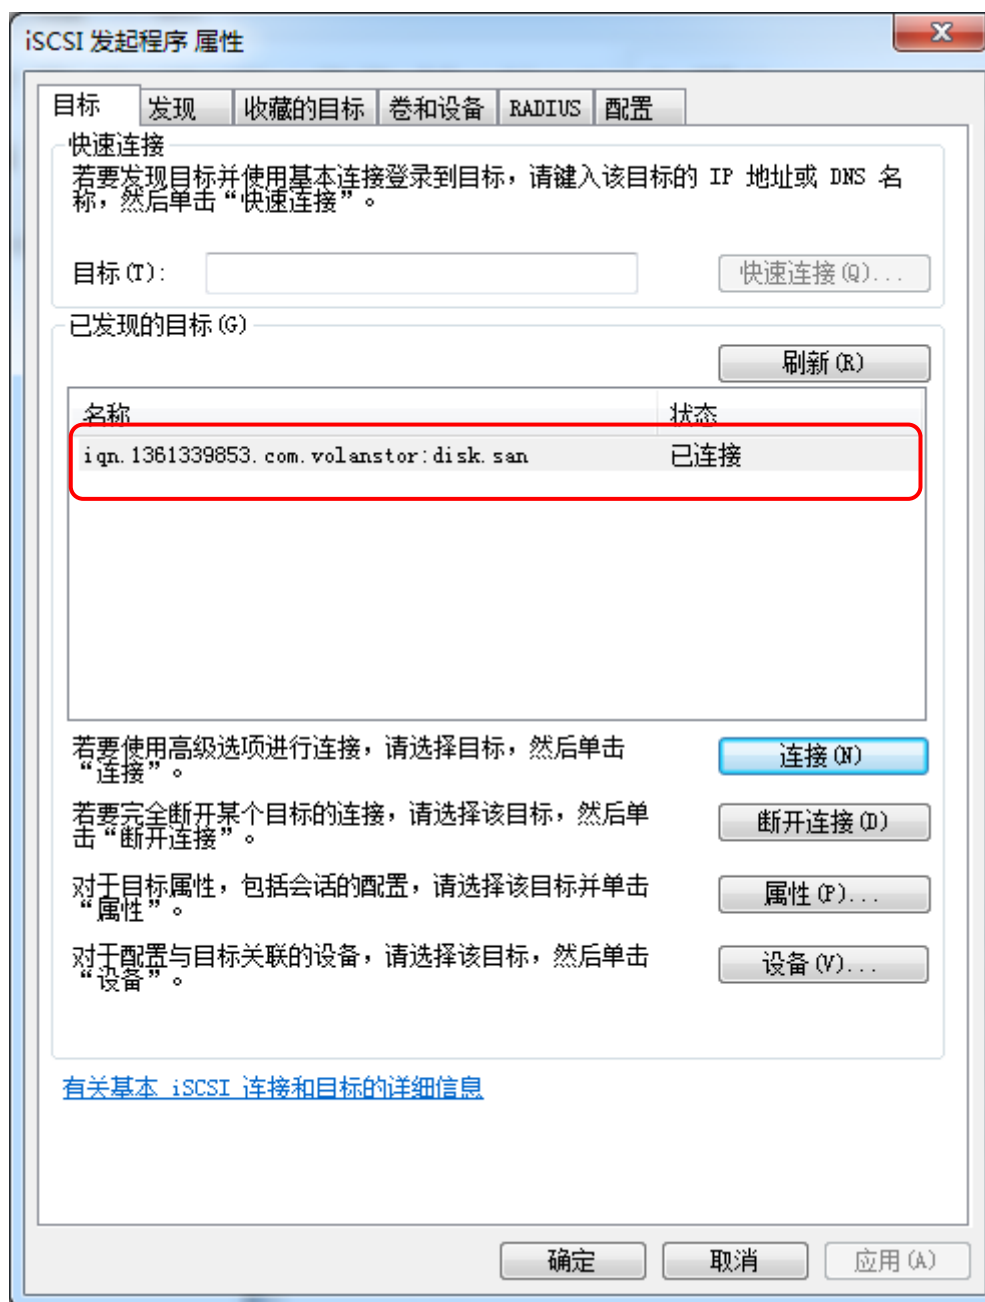 iSCSI 发起程序 属性
目标 发现 收藏的目标 卷和设备 RADIUS 配置
快速连接
若要发现目标并使用基本连接登录到目标，请键入该目标的 IP 地址或 DNS 名
称，然后单击“快速连接”。
目标(T): 快速连接(Q)...
已发现的目标(G)
刷新(R)
名称 状态
iqn.1361339853.com.volanstor:disk.san 已连接
若要使用高级选项进行连接，请选择目标，然后单击
“连接”。
连接(N)
若要完全断开某个目标的连接，请选择该目标，然后单
击“断开连接”。
断开连接(D)
对于目标属性，包括会话的配置，请选择该目标并单击
“属性”。
属性(P)...
对于配置与目标关联的设备，请选择该目标，然后单击
“设备”。
设备(V)...
有关基本 iSCSI 连接和目标的详细信息
确定 取消 应用(A)